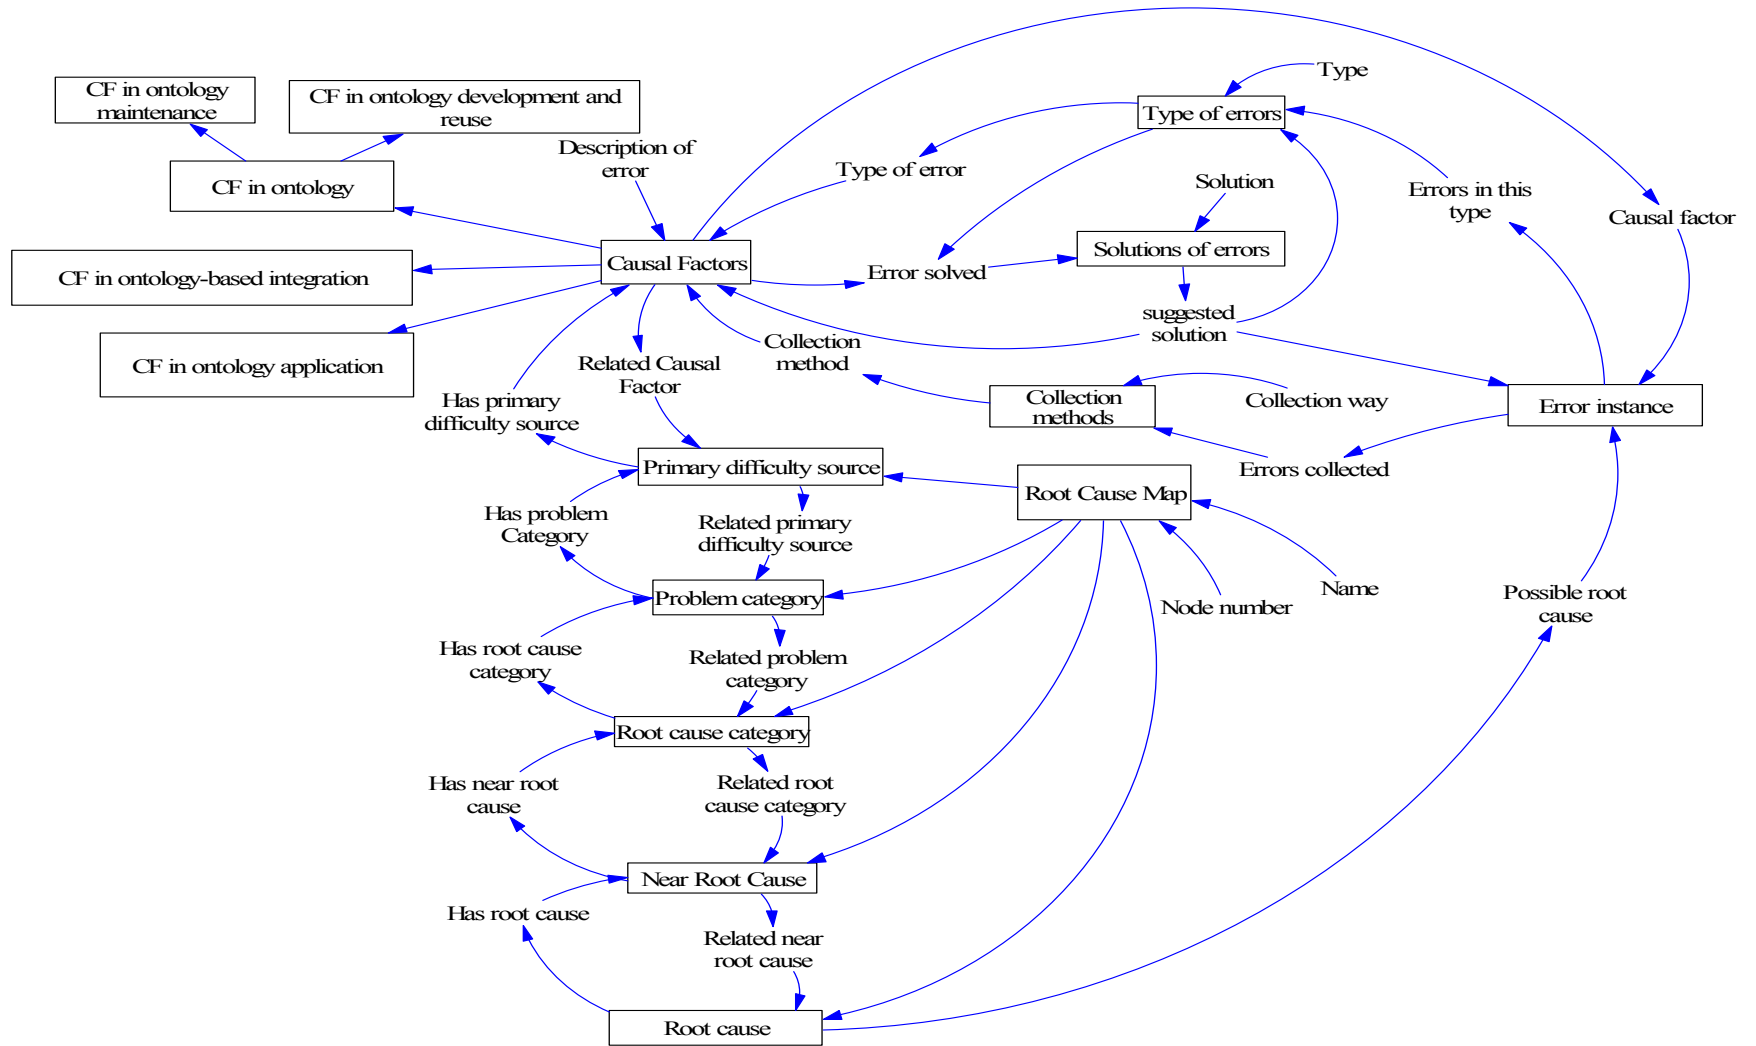 Type
CF in ontology
maintenance
CF in ontology development and
reuse
Type of errors
Description of
error
Type of error
CF in ontology
Solution
Errors in this
type
Causal factor
Causal Factors
Solutions of errors
Error solved
CF in ontology-based integration
suggested
solution
Collection
method
CF in ontology application
Related Causal
Factor
Has primary
difficulty source
Collection
methods
Collection way
Error instance
Primary difficulty source
Errors collected
Root Cause Map
Has problem
Category
Related primary
difficulty source
Problem category
Node number
Name
Possible root
cause
Has root cause
category
Related problem
category
Root cause category
Has near root
cause
Related root
cause category
Near Root Cause
Has root cause
Related near
root cause
Root cause